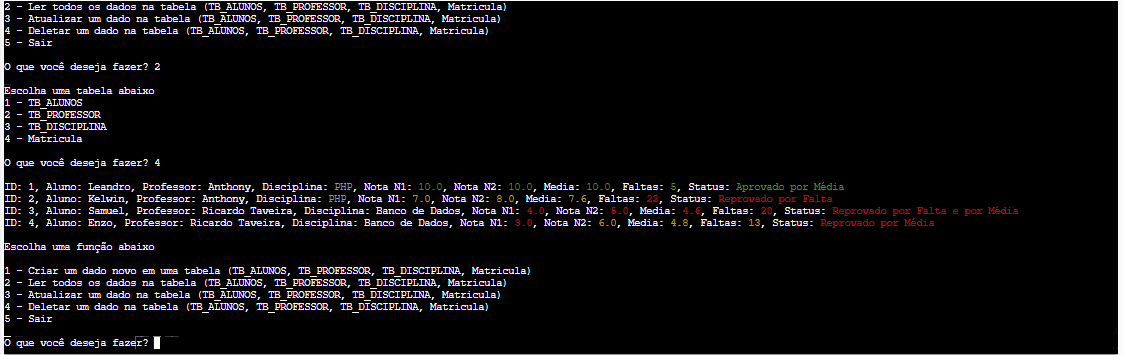 2 - Ler todos os dados na tabela (TB_ALUNOS, TB_PROFESSOR, TB_DISCIPLINA, Matricula)
3 - Atualizar um dado na tabela (TB_ALUNOS, TB_PROFESSOR, TB_DISCIPLINA, Matricula)
4 - Deletar um dado na tabela (TB_ALUNOS, TB_PROFESSOR, TB_DISCIPLINA, Matricula)
5 - Sair
O que você deseja fazer? 2
Escolha uma tabela abaixo
1 - TB_ALUNOS
2 - TB_PROFESSOR
3 - TB_DISCIPLINA
4 - Matricula
O que você deseja fazer? 4
ID: 1, Aluno: Leandro, Professor: Anthony, Disciplina: PHP, Nota N1: 10.0, Nota N2: 10.0, Media: 10.0, Faltas: 5, Status: Aprovado por Média
ID: 2, Aluno: Kelwin, Professor: Anthony, Disciplina: PHP, Nota N1: 7.0, Nota N2: 8.0, Media: 7.6, Faltas: 22, Status: Reprovado por Falta
ID: 3, Aluno: Samuel, Professor: Ricardo Taveira, Disciplina: Banco de Dados, Nota N1: 4.0, Nota N2: 5.0, Media: 4.6, Faltas: 20, Status: Reprovado por Falta e por Média
ID: 4, Aluno: Enzo, Professor: Ricardo Taveira, Disciplina: Banco de Dados, Nota N1: 3.0, Nota N2: 6.0, Media: 4.8, Faltas: 13, Status: Reprovado por Média
Escolha uma função abaixo
1 - Criar um dado novo em uma tabela (TB_ALUNOS, TB_PROFESSOR, TB_DISCIPLINA, Matricula)
2 - Ler todos os dados na tabela (TB_ALUNOS, TB_PROFESSOR, TB_DISCIPLINA, Matricula)
3 - Atualizar um dado na tabela (TB_ALUNOS, TB_PROFESSOR, TB_DISCIPLINA, Matricula)
4 - Deletar um dado na tabela (TB_ALUNOS, TB_PROFESSOR, TB_DISCIPLINA, Matricula)
5 - Sair
O que você deseja fazer?